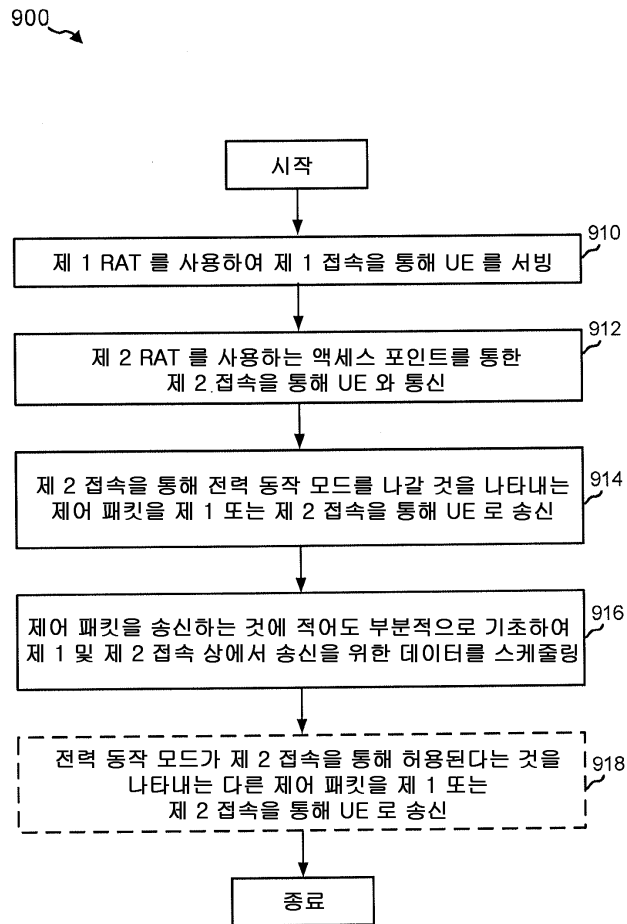 900
시작
제 1 RAT 를 사용하여 제 1 접속을 통해 UE 를 서빙
910
제 2 RAT 를 사용하는 액세스 포인트를 통한
제 2 접속을 통해 UE 와 통신
912
제 2 접속을 통해 전력 동작 모드를 나갈 것을 나타내는
제어 패킷을 제 1 또는 제 2 접속을 통해 UE 로 송신
914
제어 패킷을 송신하는 것에 적어도 부분적으로 기초하여
제 1 및 제 2 접속 상에서 송신을 위한 데이터를 스케줄링
916
전력 동작 모드가 제 2 접속을 통해 허용된다는 것을
나타내는 다른 제어 패킷을 제 1 또는
제 2 접속을 통해 UE 로 송신
918
종료